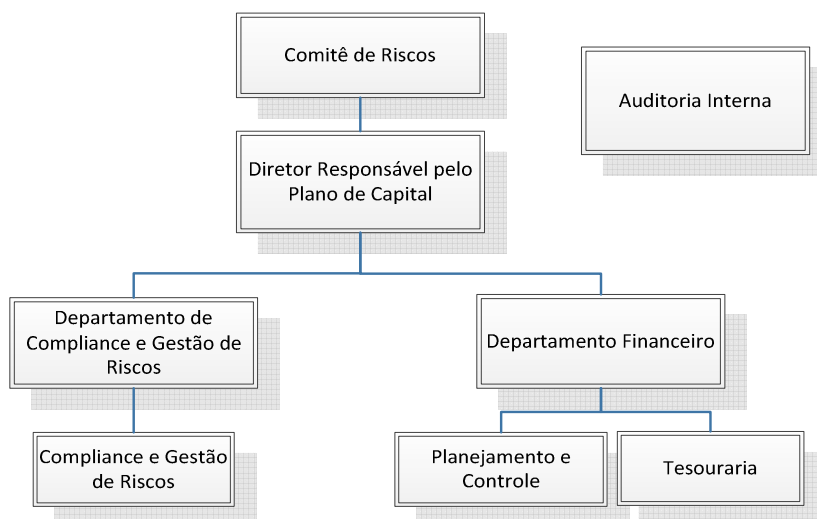 Comitê de Riscos
Auditoria Interna
Diretor Responsável pelo
Plano de Capital
Departamento de
Compliance e Gestão de
Riscos
Departamento Financeiro
Compliance e Gestão
de Riscos
Planejamento e
Controle
Tesouraria